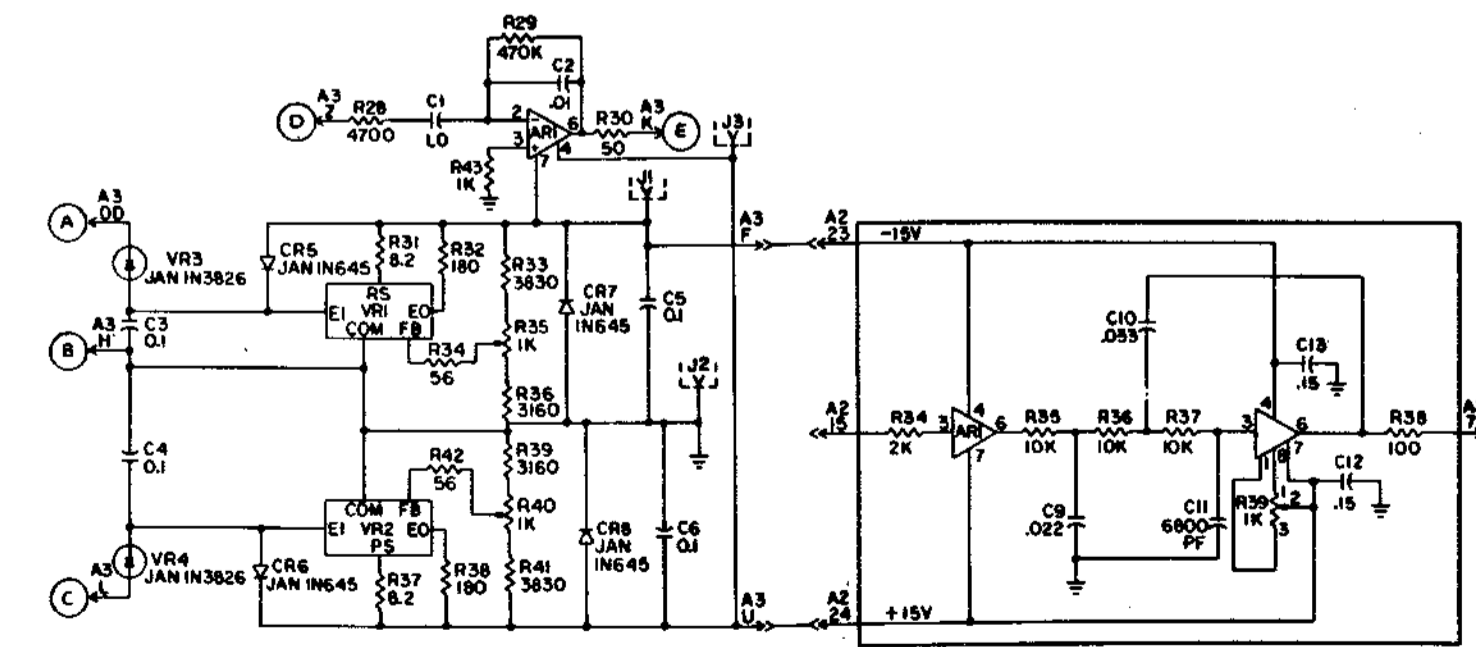 R29
470K
C2
.01
D
A3
Z
R28
4700
C1
1.0
2
-
AR1
6
3
+
7
4
R30
50
A3
K
E
J3
R43
1K
J1
A
A3
DD
VR3
JAN 1N3826
CR5
JAN 1N645
R31
8.2
R32
180
R33
3830
RS
E1
VR1
EO
COM
FB
R34
56
R35
1K
R36
3160
CR7
JAN
1N645
C5
0.1
A3
F
A2
23
-15V
B
A3
H
C3
0.1
J2
C4
0.1
R42
56
R39
3160
R40
1K
R41
3830
COM
FB
E1
VR2
EO
PS
R37
8.2
R38
180
VR4
JAN 1N3826
C
A3
L
CR6
JAN 1N645
CR8
JAN
1N645
C6
0.1
A3
U
A2
24
+15V
A2
15
R34
2K
3
AR1
4
6
7
R35
10K
R36
10K
R37
10K
C10
.033
C9
.022
C11
6800
PF
3
4
6
7
8
1
R39
1K
1
2
3
C13
.15
C12
.15
R38
100
7